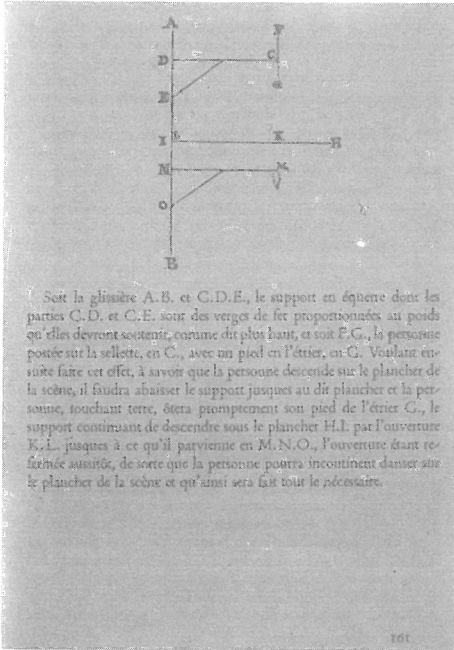 A
F
D
C
E
G
I
L
K
H
N
M
O
B
Soit la glissière A.B. et C.D.E., le support en équerre dont les
parties C.D. et C.E. sont des verges de fer proportionnées au poids
qu'elles devront soutenir, comme dit plus haut, et soit F.G., la personne
postée sur la sellette, en C., avec un pied en l'étrier, en G. Voulant en-
suite faire cet effet, à savoir que la personne descende sur le plancher de
la scène, il faudra abaisser le support jusques au dit plancher et la per-
sonne, touchant terre, ôtera promptement son pied de l'étrier G., le
support continuant de descendre sous le plancher H.I. par l'ouverture
K.L. jusques à ce qu'il parvienne en M.N.O., l'ouverture étant re-
fermée aussitôt, de sorte que la personne pourra incontinent danser sur
le plancher de la scène et qu'ainsi sera fait tout le nécessaire.
101